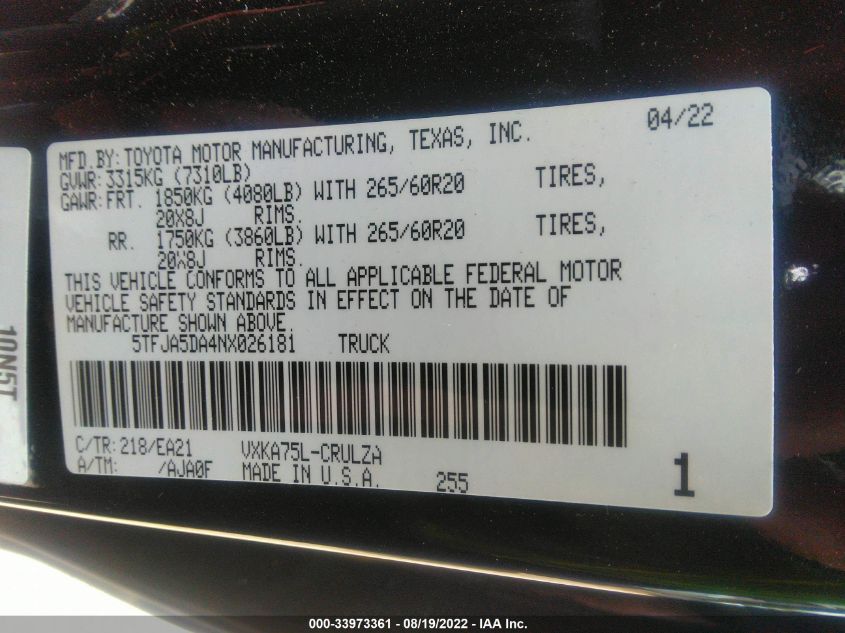 MFD.BY:TOYOTA MOTOR MANUFACTURING, TEXAS, INC. 04/22
GVWR:3315KG (7310LB)
GAWR:FRT. 1850KG (4080LB) WITH 265/60R20 TIRES,
20X8J RIMS.
RR. 1750KG (3860LB) WITH 265/60R20 TIRES,
20X8J RIMS.
THIS VEHICLE CONFORMS TO ALL APPLICABLE FEDERAL MOTOR
VEHICLE SAFETY STANDARDS IN EFFECT ON THE DATE OF
MANUFACTURE SHOWN ABOVE.
5TFJA5DA4NX026181 TRUCK
C/TR:218/EA21 VXKA75L-CRULZA
A/TM: /AJA0F MADE IN U.S.A. 255 1
10N5T
000-33973361 - 08/19/2022 - IAA Inc.